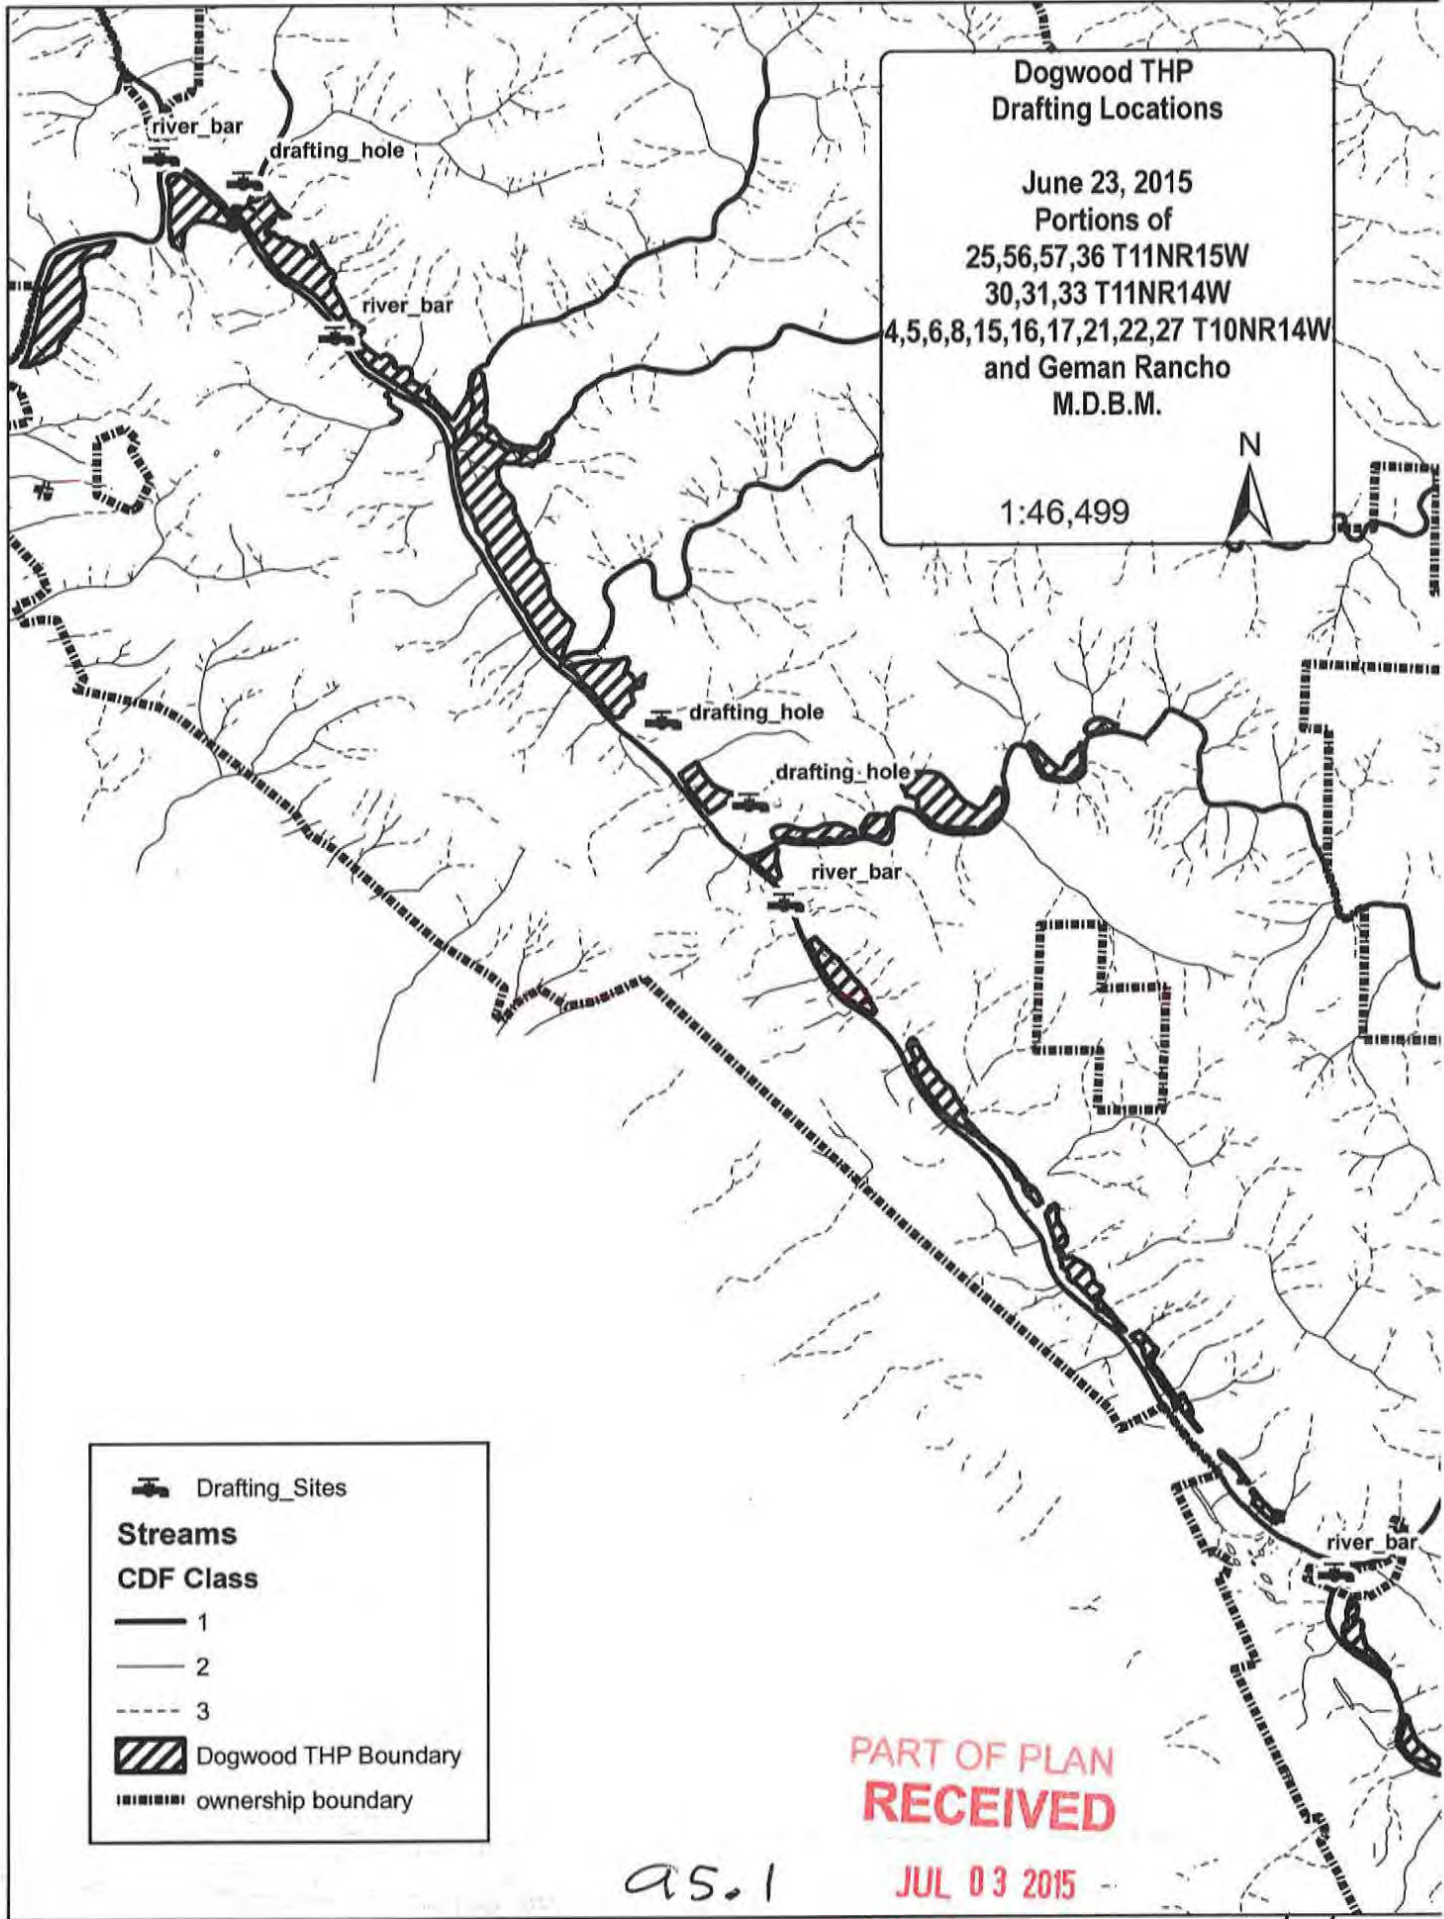 Dogwood THP
Drafting Locations
June 23, 2015
Portions of
25,56,57,36 T11NR15W
30,31,33 T11NR14W
4,5,6,8,15,16,17,21,22,27 T10NR14W
and Geman Rancho
M.D.B.M.
N
1:46,499
river_bar
drafting_hole
river_bar
drafting_hole
drafting_hole
river_bar
river_bar
Drafting_Sites
Streams
CDF Class
1
2
3
Dogwood THP Boundary
ownership boundary
PART OF PLAN
RECEIVED
JUL 03 2015
95.1